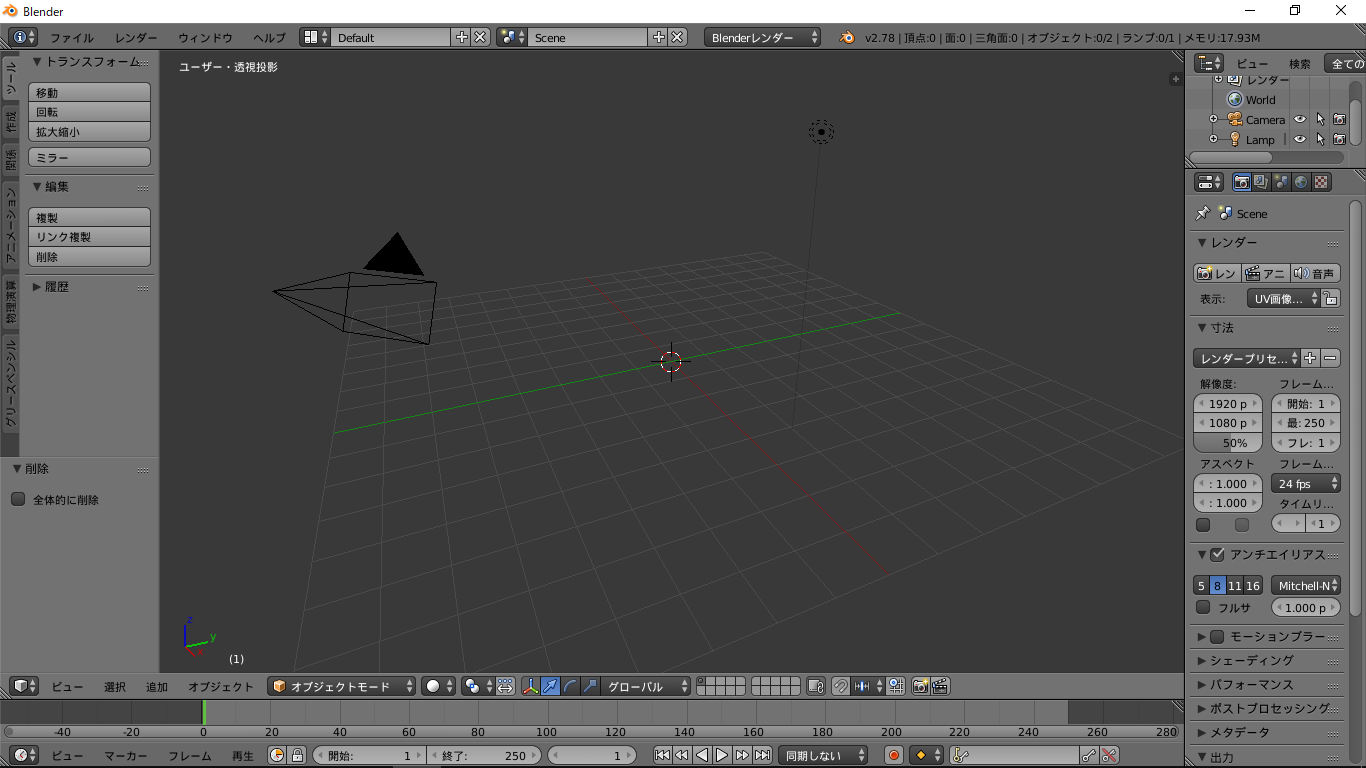 Blender
ファイル レンダー ウィンドウ ヘルプ Default Scene Blenderレンダー v2.78 | 頂点:0 | 面:0 | 三角面:0 | オブジェクト:0/2 | ランプ:0/1 | メモリ:17.93M
ツール
作成
関係
アニメーション
物理演算
グリースペンシル
トランスフォーム
移動
回転
拡大縮小
ミラー
編集
複製
リンク複製
削除
履歴
削除
全体的に削除
ユーザー・透視投影
z
y
x
(1)
ビュー 選択 追加 オブジェクト オブジェクトモード グローバル
-40 -20 0 20 40 60 80 100 120 140 160 180 200 220 240 260 280
ビュー マーカー フレーム 再生 開始: 1 終了: 250 1 同期しない
ビュー 検索 全ての
レンダー
World
Camera
Lamp
Scene
レンダー
レン アニ 音声
表示: UV画像...
寸法
レンダープリセ...
解像度: フレーム...
1920 p 開始: 1
1080 p 最: 250
50% フレ: 1
アスペクト フレーム...
: 1.000 24 fps
: 1.000 タイムリ...
1
アンチエイリアス
5 8 11 16 Mitchell-N
フルサ 1.000 p
モーションブラー
シェーディング
パフォーマンス
ポストプロセッシング
メタデータ
出力